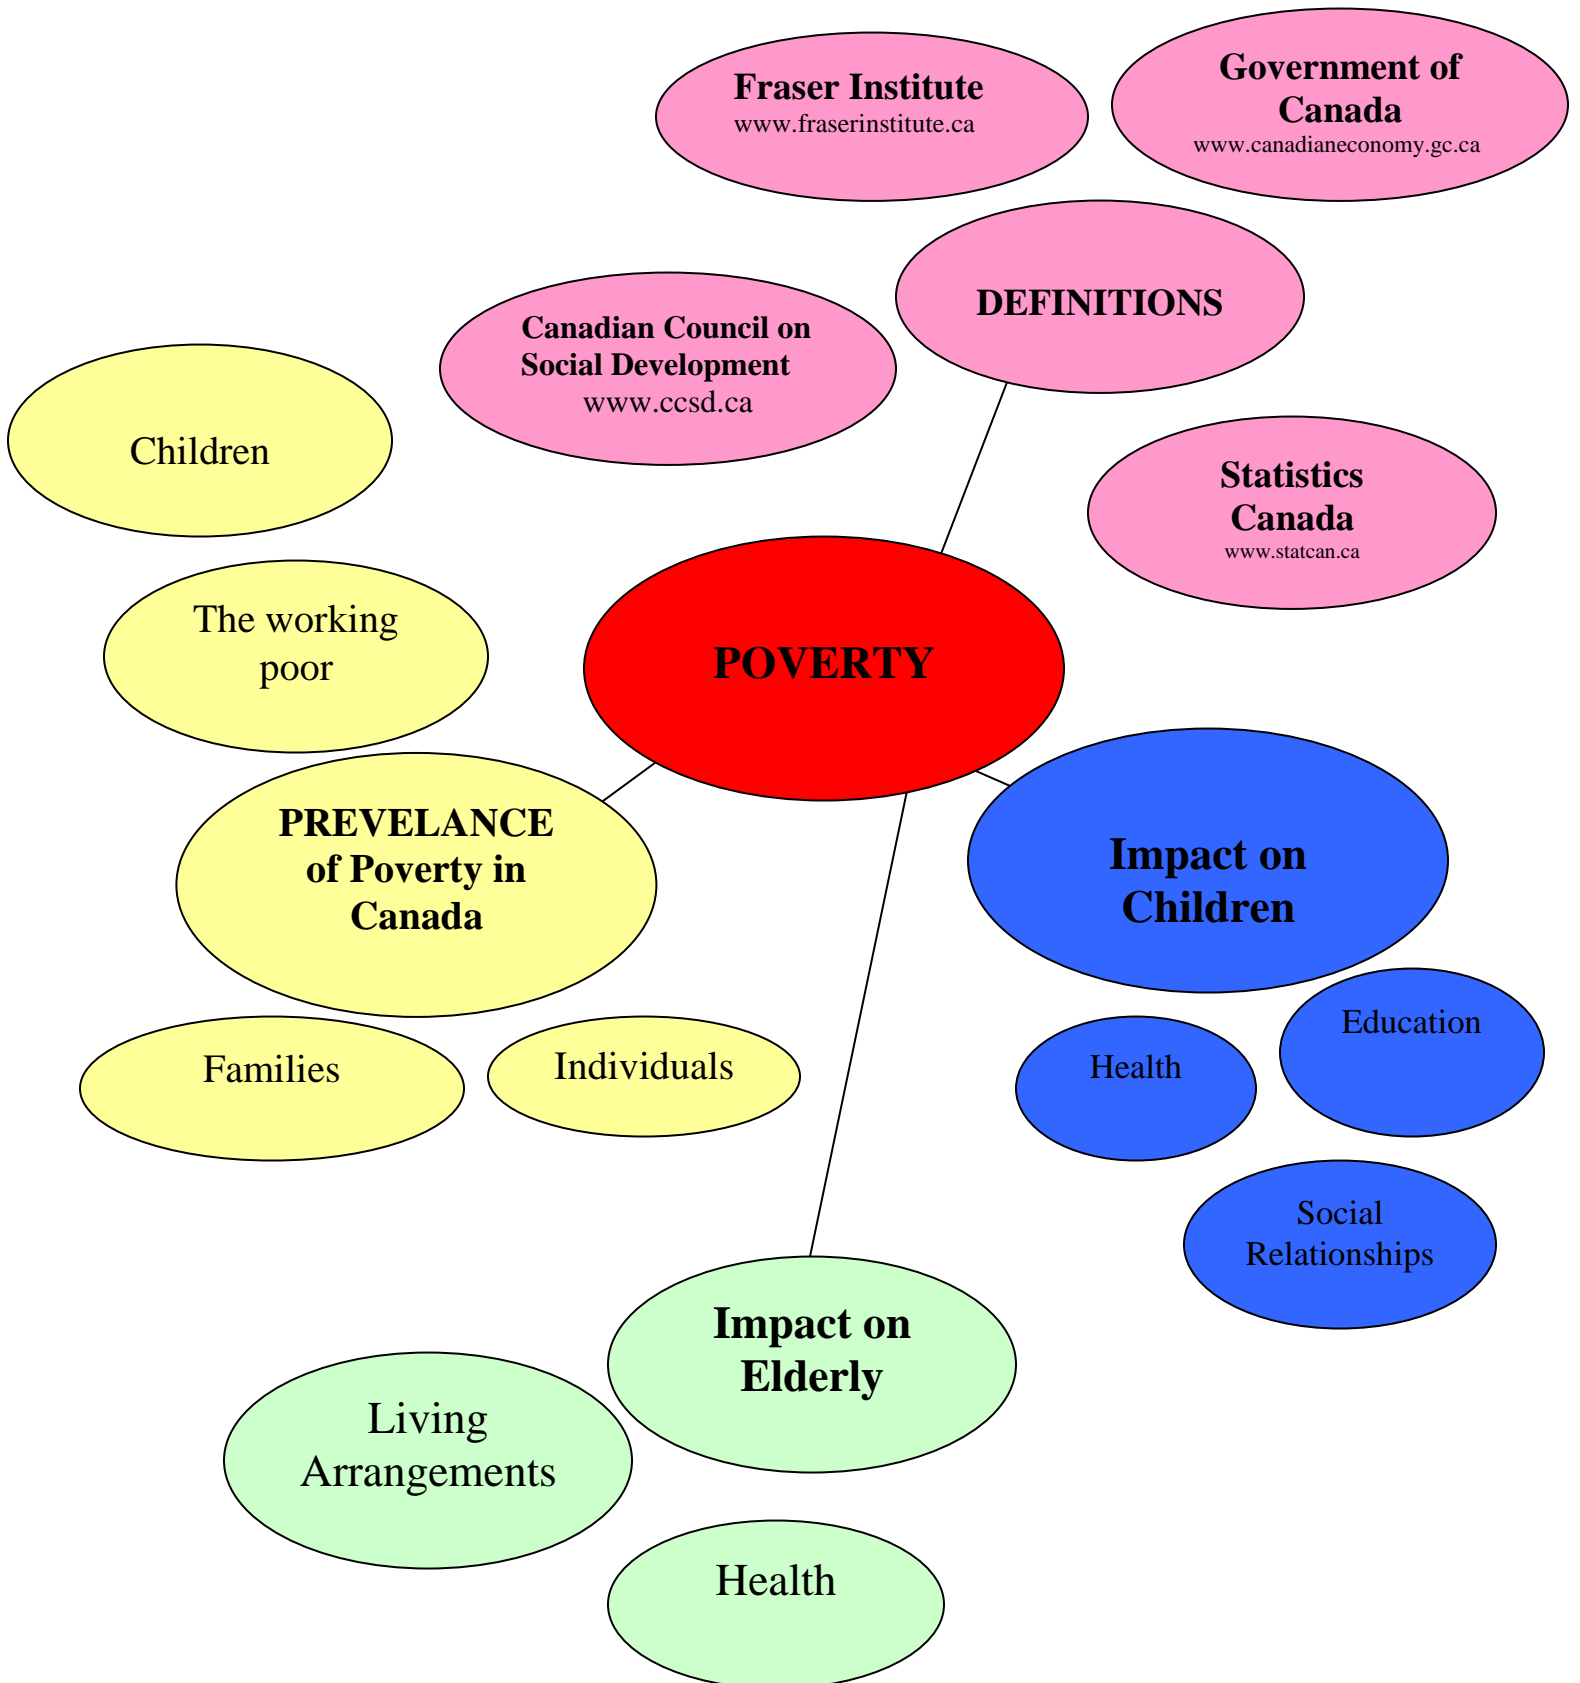 Fraser Institute
www.fraserinstitute.ca
Government of
Canada
www.canadianeconomy.gc.ca
DEFINITIONS
Canadian Council on
Social Development
www.ccsd.ca
Children
Statistics
Canada
www.statcan.ca
The working
poor
POVERTY
PREVELANCE
of Poverty in
Canada
Impact on
Children
Families
Individuals
Health
Education
Social
Relationships
Impact on
Elderly
Living
Arrangements
Health